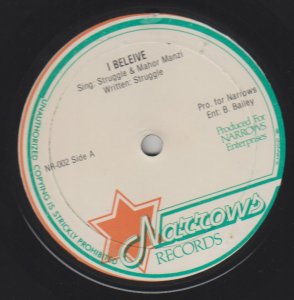 I BELEIVE
Sing: Struggle & Mahor Manzi
Written: Struggle
Pro. for Narrows
Ent: B. Bailey
NR-002 Side A
Produced For
NARROWS
Enterprises
Narrows
RECORDS
UNAUTHORIZED COPYING IS STRICKLY PROHIBITED